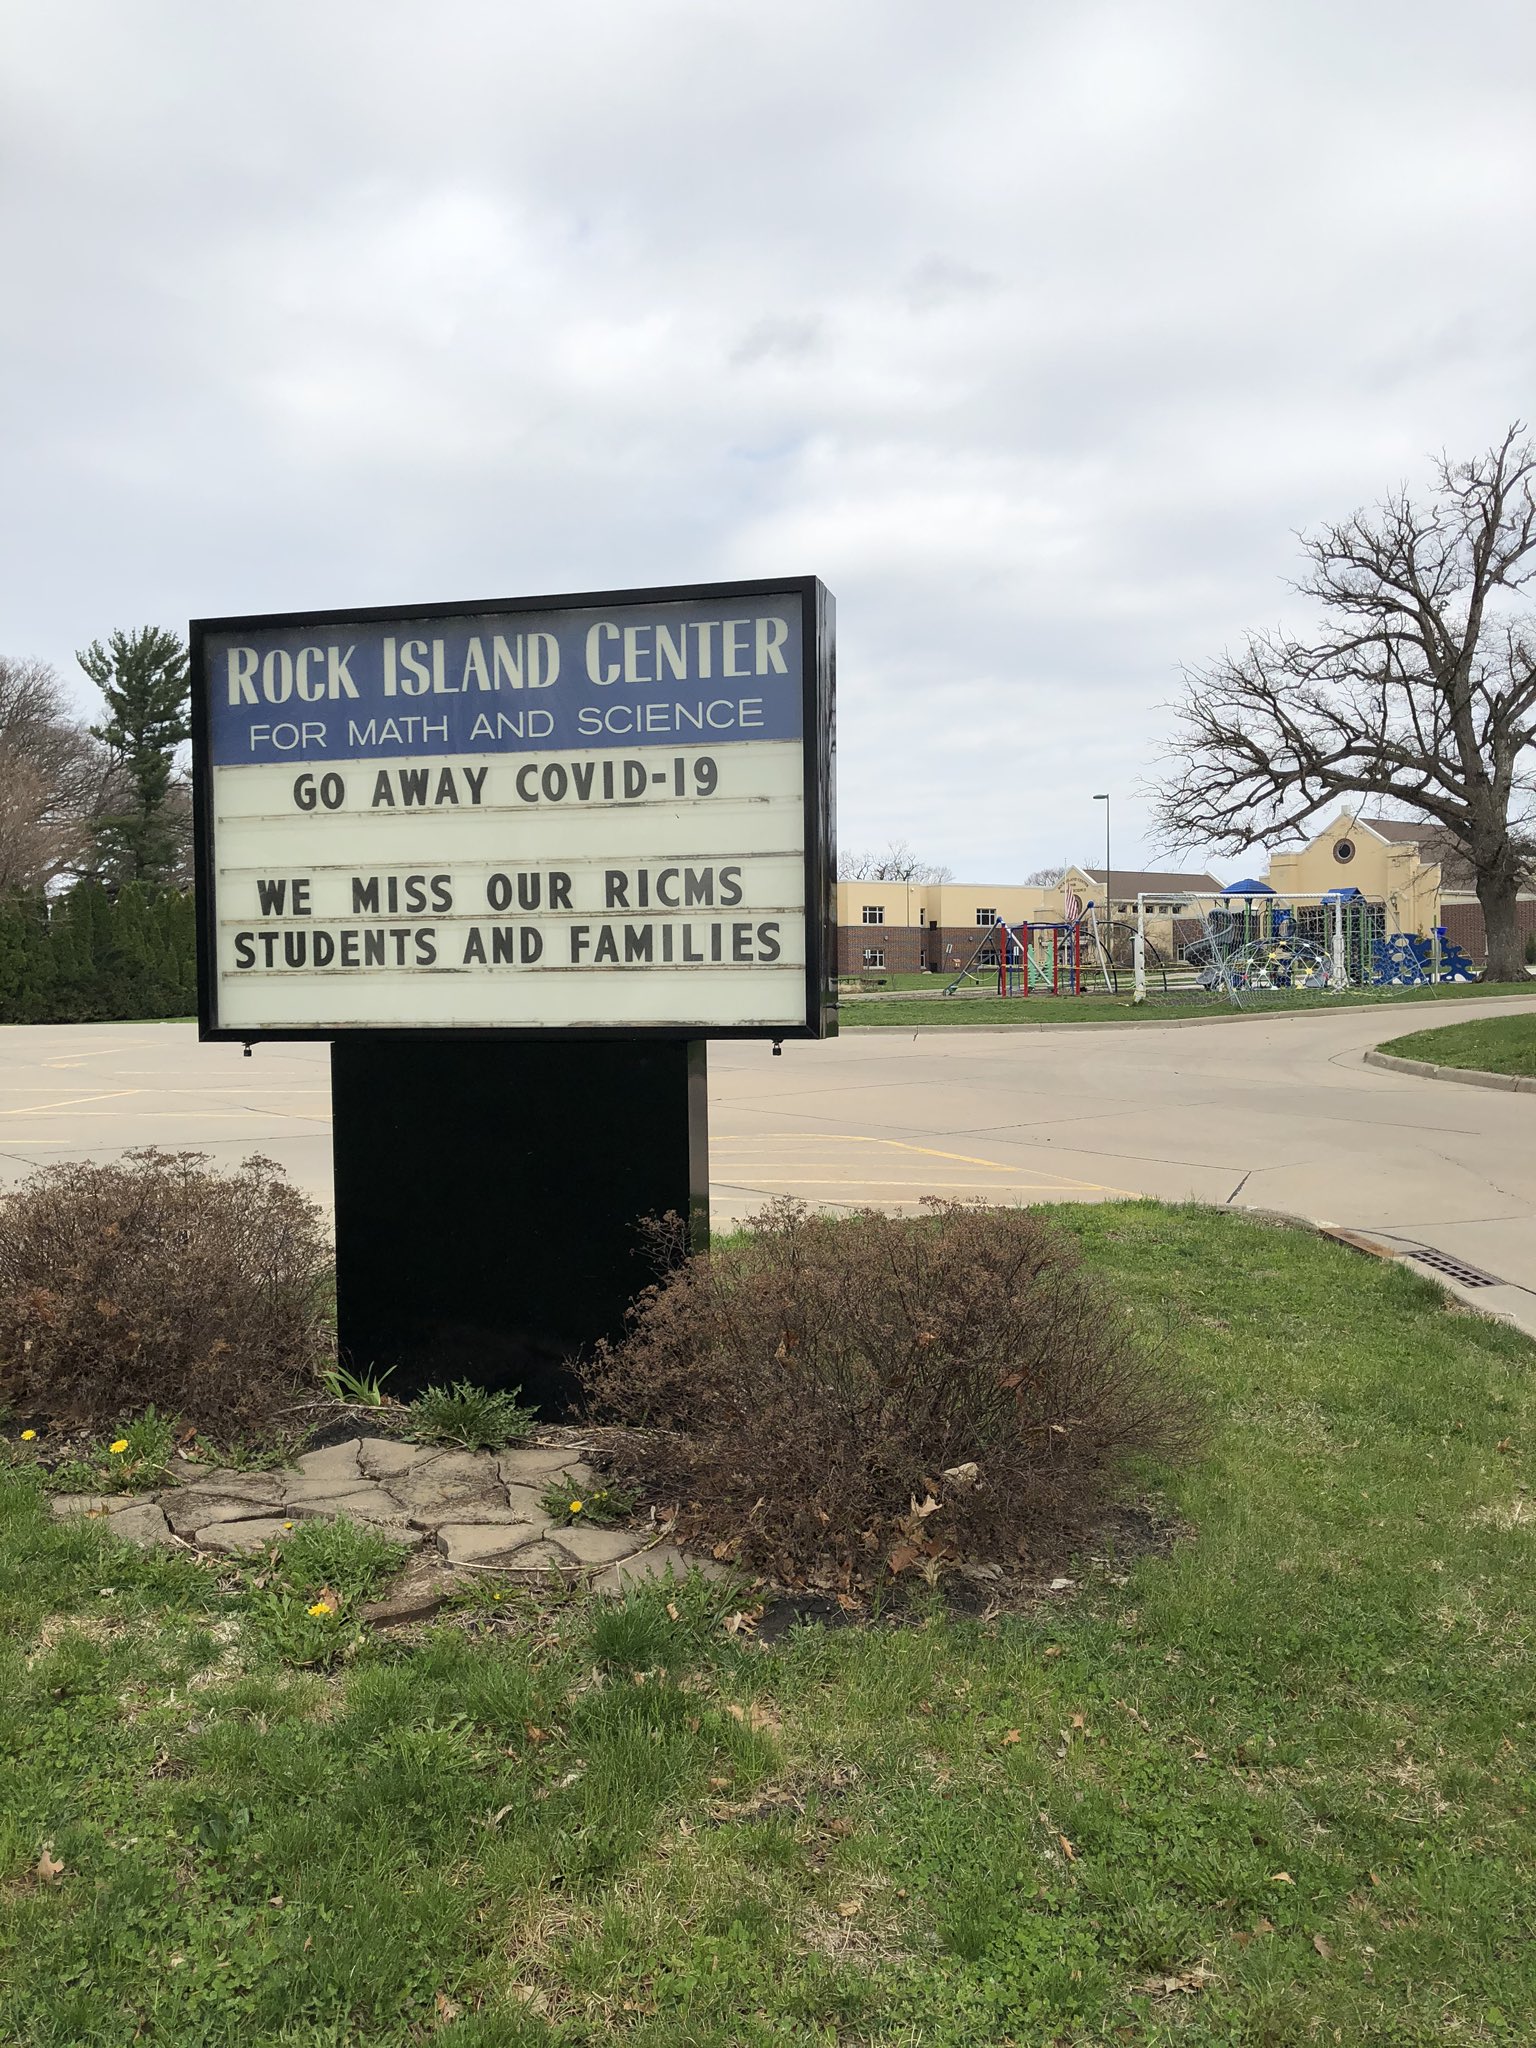 ROCK ISLAND CENTER
FOR MATH AND SCIENCE
GO AWAY COVID-19
WE MISS OUR RICMS
STUDENTS AND FAMILIES